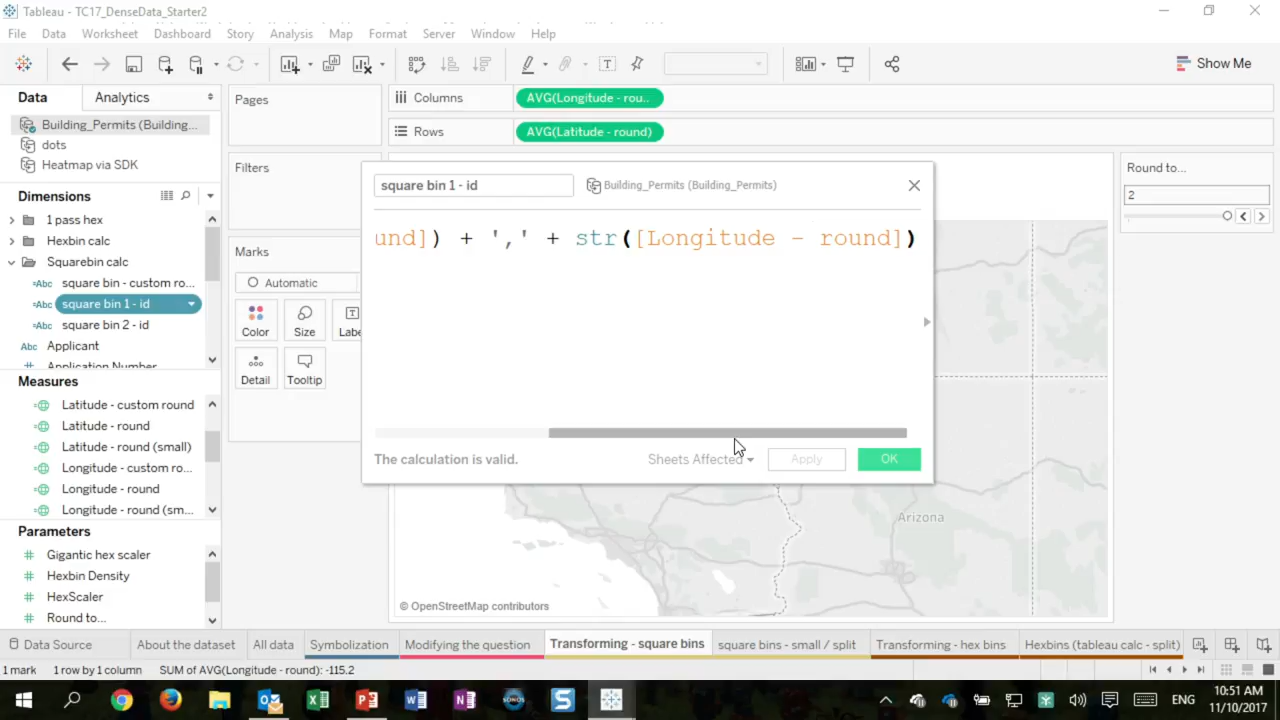 Tableau - TC17_DenseData_Starter2
File Data Worksheet Dashboard Story Analysis Map Format Server Window Help
Show Me
Data Analytics
Building_Permits (Building...
dots
Heatmap via SDK
Dimensions
1 pass hex
Hexbin calc
Squarebin calc
Abc square bin - custom ro...
Abc square bin 1 - id
Abc square bin 2 - id
Abc Applicant
Application Number
Measures
Latitude - custom round
Latitude - round
Latitude - round (small)
Longitude - custom ro...
Longitude - round
Longitude - round (sm...
Parameters
Gigantic hex scaler
Hexbin Density
HexScaler
Round to...
Pages
Filters
Marks
Automatic
Color Size Labe
Detail Tooltip
Columns AVG(Longitude - rou..
Rows AVG(Latitude - round)
square bin 1 - id Building_Permits (Building_Permits)
und]) + ',' + str([Longitude - round])
The calculation is valid. Sheets Affected Apply OK
Round to...
2
Arizona
© OpenStreetMap contributors
Data Source About the dataset All data Symbolization Modifying the question Transforming - square bins square bins - small / split Transforming - hex bins Hexbins (tableau calc - split)
1 mark 1 row by 1 column SUM of AVG(Longitude - round): -115.2
ENG 10:51 AM
11/10/2017